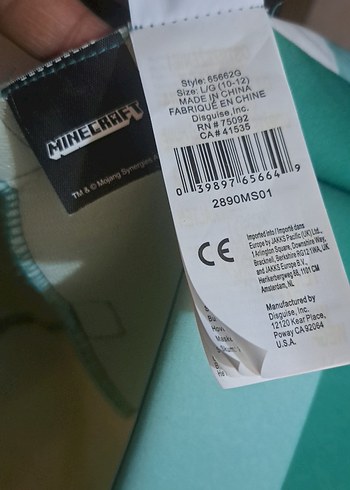 MINECRAFT
TM & © Mojang Synergies
Style: 65662G
Size: L/G (10-12)
MADE IN CHINA
FABRIQUÉ EN CHINE
Disguise, Inc.
RN # 75092
CA # 41535
0 39897 65664 9
2890MS01
CE
Imported into / Importé dans
Europe by JAKKS Pacific (UK),
1 Arlington Square, Downshire Way,
Bracknell, Berkshire RG12 1WA, UK
and JAKKS Europe B.V.,
Herikerbergweg 88, 1101 CM
Amsterdam, NL
Manufactured by
Disguise, Inc.
12120 Kear Place,
Poway CA 92064
U.S.A.